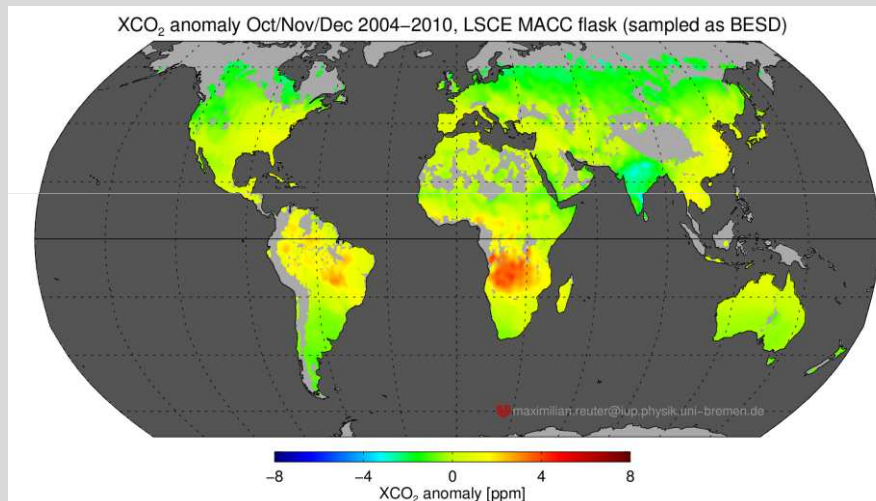 XCO₂ anomaly Oct/Nov/Dec 2004−2010, LSCE MACC flask (sampled as BESD)
maximilian.reuter@iup.physik.uni-bremen.de
−8 −4 0 4 8
XCO₂ anomaly [ppm]